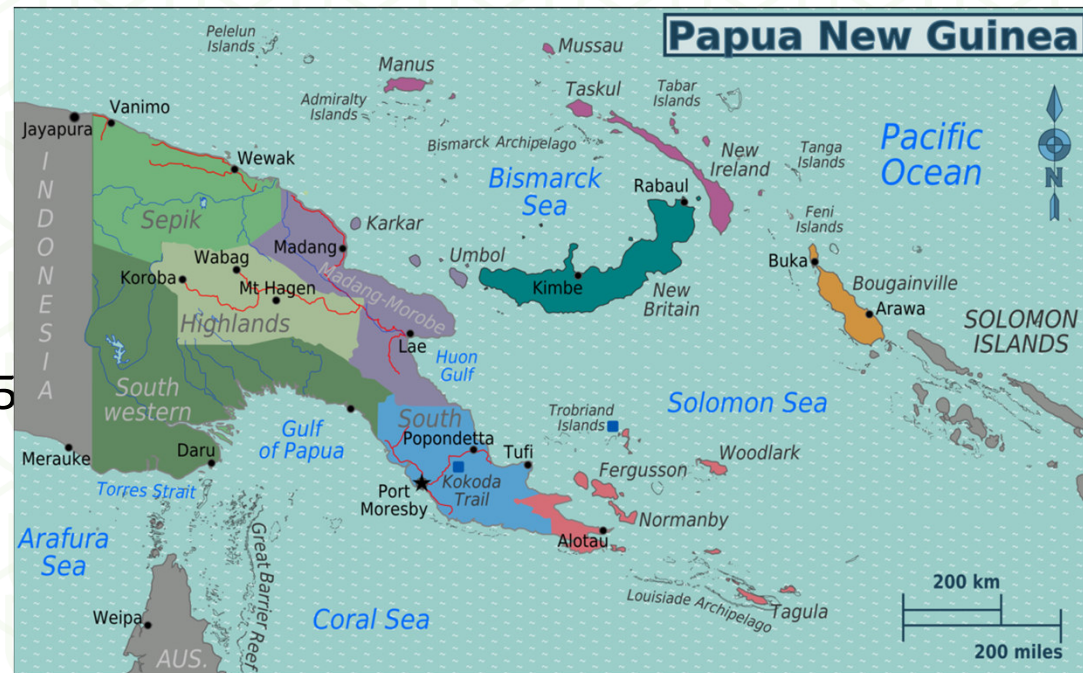 Papua New Guinea
Pelelun
Islands
Mussau
Manus
Taskul
Tabar
Islands
Admiralty
Islands
Vanimo
Jayapura
Bismarck Archipelago
New
Ireland
Pacific
Ocean
Tanga
Islands
N
Wewak
Bismarck
Sea
Rabaul
Sepik
Karkar
Feni
Islands
Madang
Umbol
Wabag
Koroba
Mt Hagen
Madang-Morobe
Kimbe
New
Britain
Buka
Bougainville
Arawa
INDONESIA
Highlands
Lae
Huon
Gulf
SOLOMON
ISLANDS
5
South
western
South
Solomon Sea
Trobriand
Islands
Gulf
of Papua
Popondetta
Tufi
Woodlark
Merauke
Daru
Kokoda
Trail
Fergusson
Torres Strait
Port
Moresby
Normanby
Alotau
Arafura
Sea
Great Barrier Reef
200 km
Louisiade Archipelago
Tagula
Weipa
Coral Sea
200 miles
AUS.